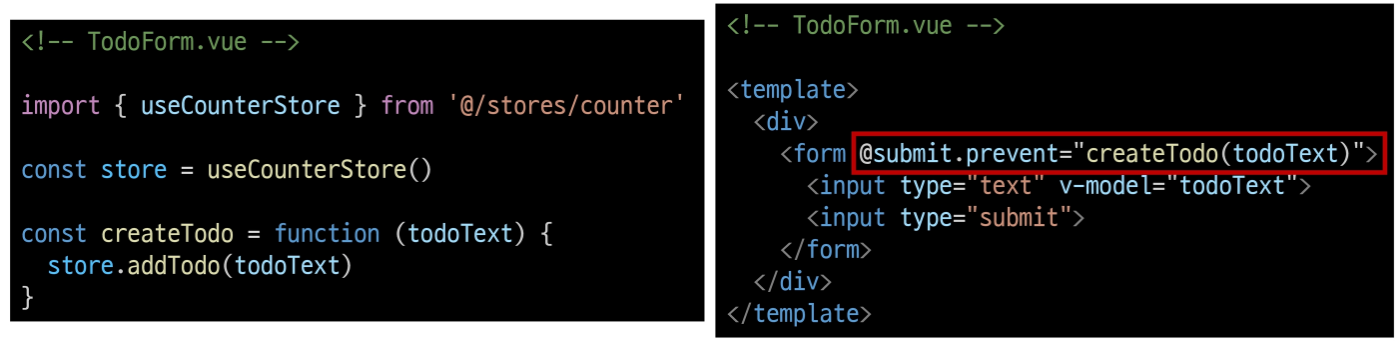 <!-- TodoForm.vue -->
import { useCounterStore } from '@/stores/counter'
const store = useCounterStore()
const createTodo = function (todoText) {
  store.addTodo(todoText)
}
<!-- TodoForm.vue -->
<template>
  <div>
    <form @submit.prevent="createTodo(todoText)">
      <input type="text" v-model="todoText">
      <input type="submit">
    </form>
  </div>
</template>